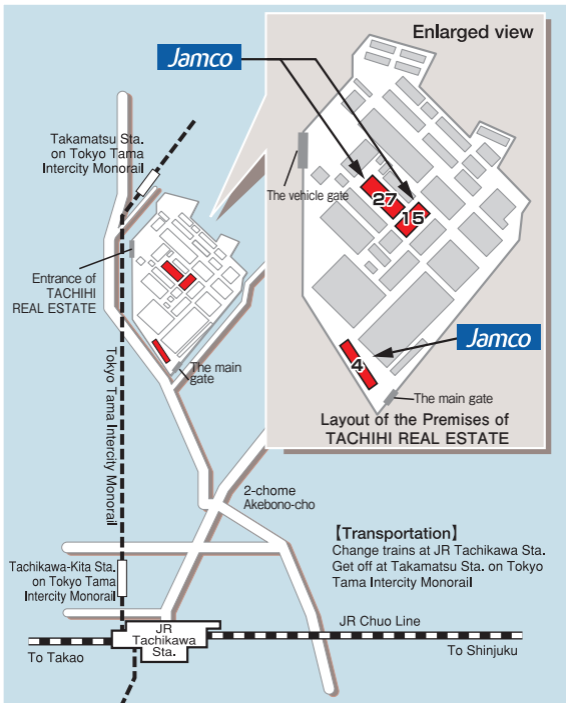 Enlarged view
Jamco
Takamatsu Sta.
on Tokyo Tama
Intercity Monorail
The vehicle gate
27
15
Entrance of
TACHIHI
REAL ESTATE
Jamco
4
The main
gate
The main gate
Layout of the Premises of
TACHIHI REAL ESTATE
Tokyo Tama Intercity Monorail
2-chome
Akebono-cho
【Transportation】
Change trains at JR Tachikawa Sta.
Get off at Takamatsu Sta. on Tokyo
Tama Intercity Monorail
Tachikawa-Kita Sta.
on Tokyo Tama
Intercity Monorail
JR
Tachikawa
Sta.
JR Chuo Line
To Takao
To Shinjuku